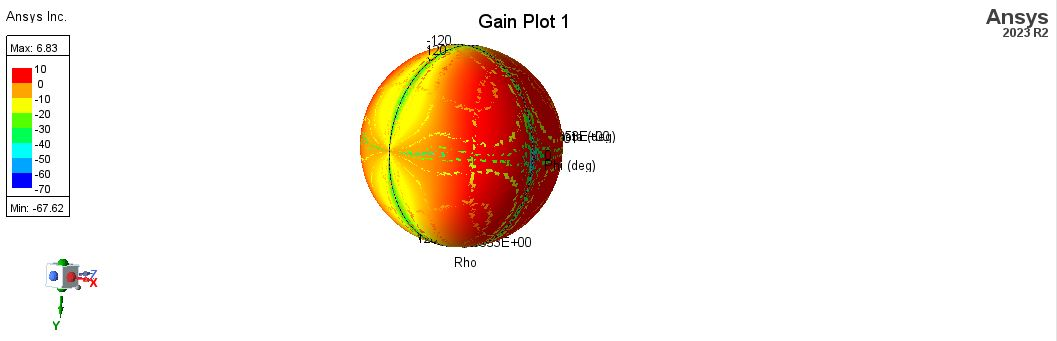 Ansys Inc.
Gain Plot 1
Ansys
2023 R2
Max: 6.83
10
0
-10
-20
-30
-40
-50
-60
-70
Min: -67.62
-120
120
(deg)
(deg)
Rho
Z
X
Y